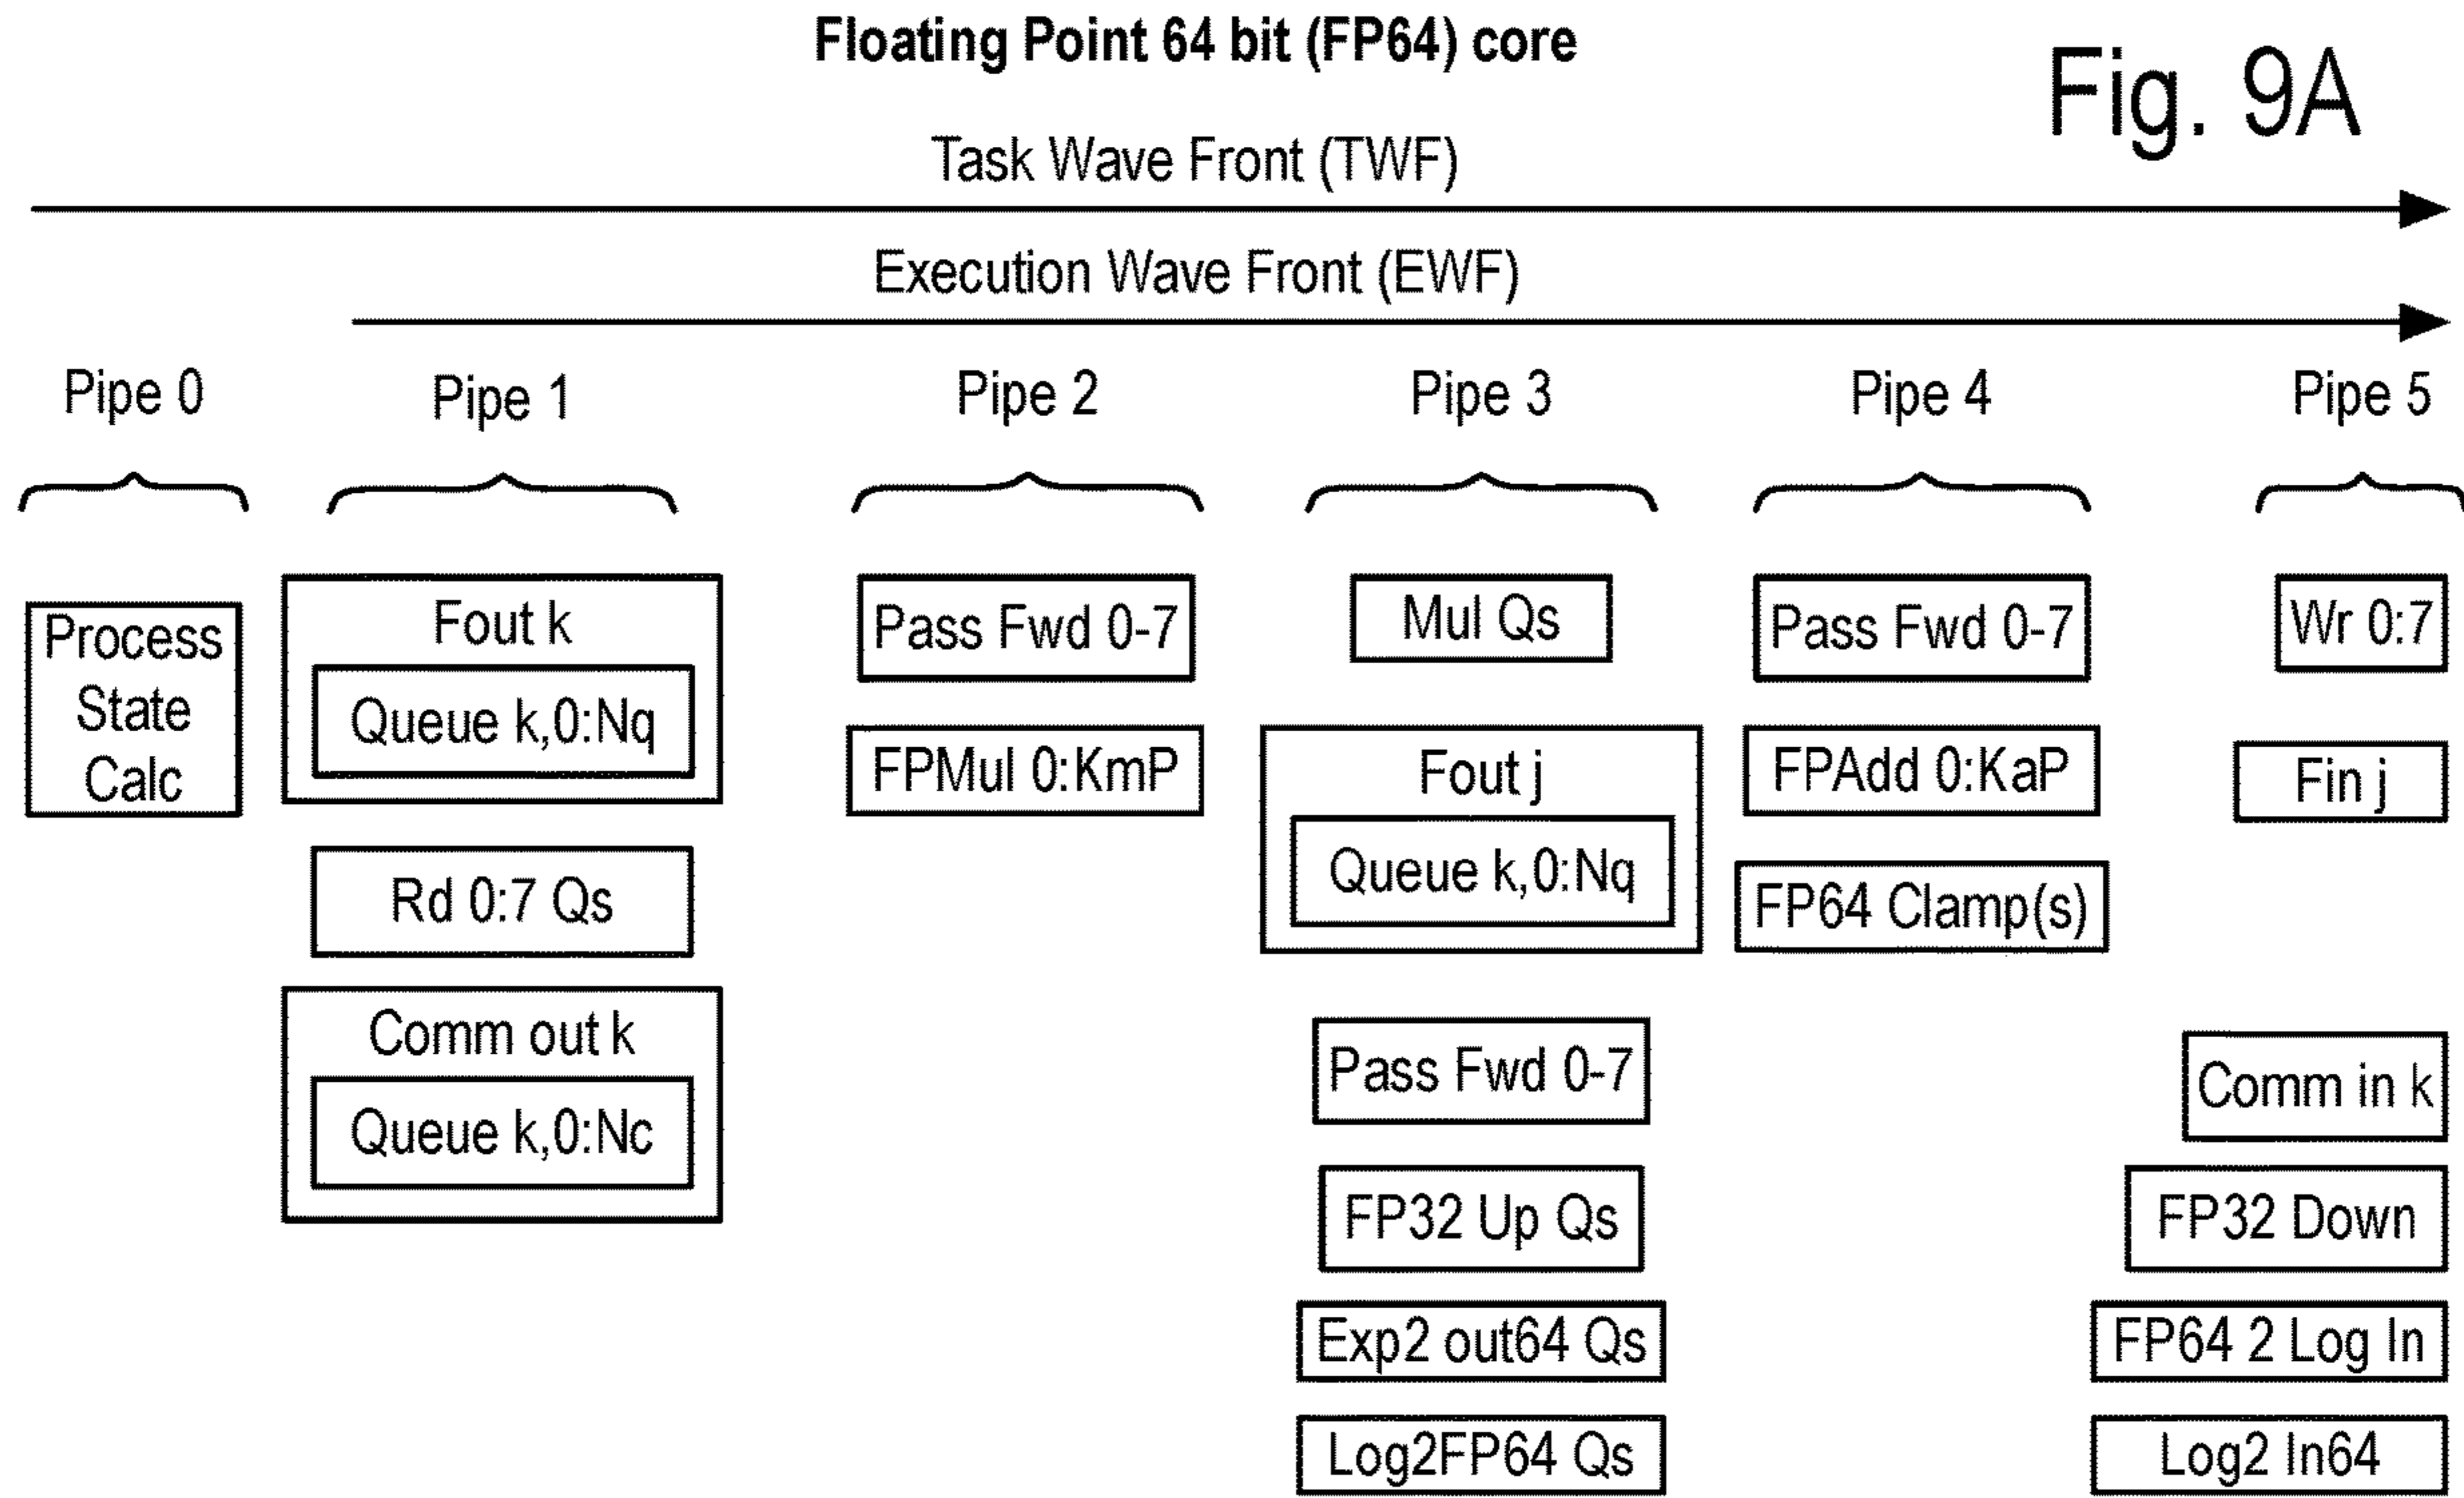 Floating Point 64 bit (FP64) core
Fig. 9A
Task Wave Front (TWF)
Execution Wave Front (EWF)
Pipe 0
Pipe 1
Pipe 2
Pipe 3
Pipe 4
Pipe 5
Process
State
Calc
Fout k
Queue k,0:Nq
Rd 0:7 Qs
Comm out k
Queue k,0:Nc
Pass Fwd 0-7
FPMul 0:KmP
Mul Qs
Fout j
Queue k,0:Nq
Pass Fwd 0-7
FP32 Up Qs
Exp2 out64 Qs
Log2FP64 Qs
Pass Fwd 0-7
FPAdd 0:KaP
FP64 Clamp(s)
Wr 0:7
Fin j
Comm in k
FP32 Down
FP64 2 Log In
Log2 In64